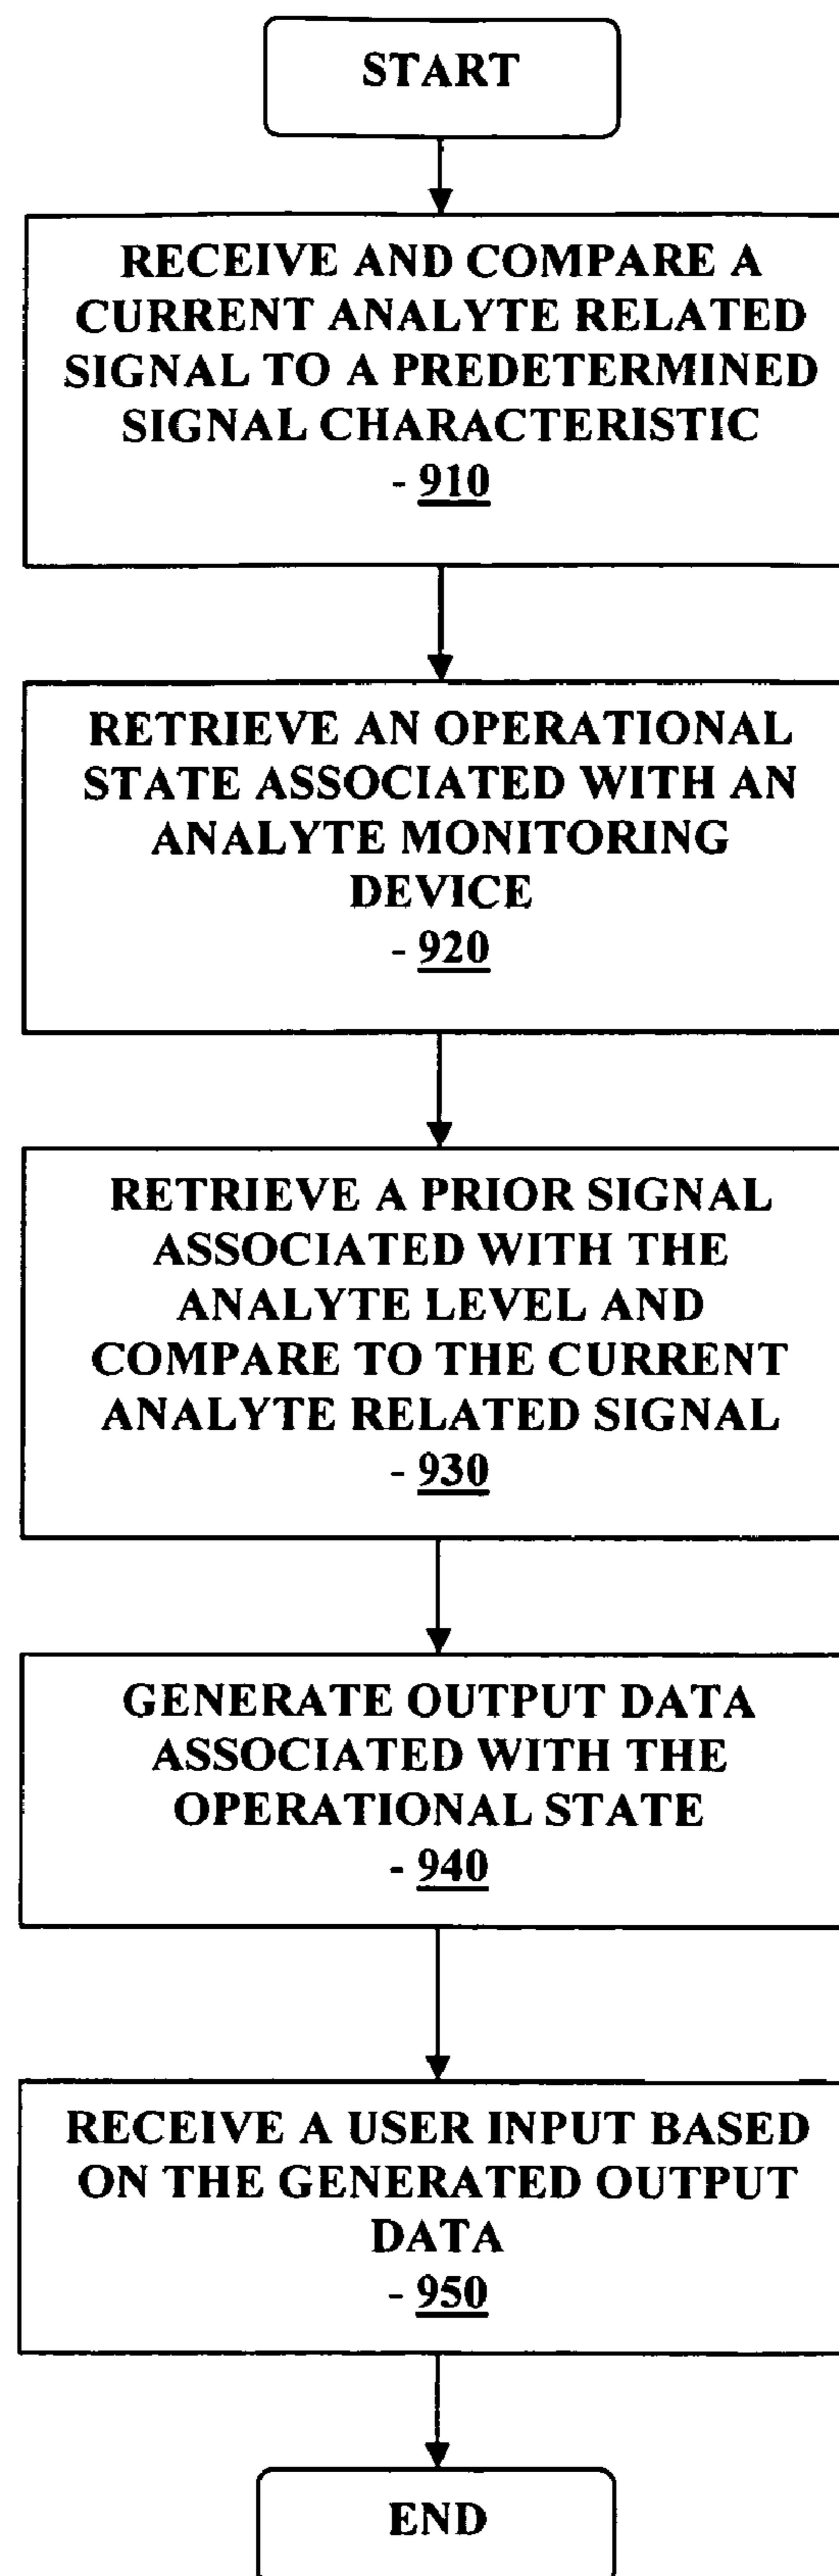 START
RECEIVE AND COMPARE A
CURRENT ANALYTE RELATED
SIGNAL TO A PREDETERMINED
SIGNAL CHARACTERISTIC
- 910
RETRIEVE AN OPERATIONAL
STATE ASSOCIATED WITH AN
ANALYTE MONITORING
DEVICE
- 920
RETRIEVE A PRIOR SIGNAL
ASSOCIATED WITH THE
ANALYTE LEVEL AND
COMPARE TO THE CURRENT
ANALYTE RELATED SIGNAL
- 930
GENERATE OUTPUT DATA
ASSOCIATED WITH THE
OPERATIONAL STATE
- 940
RECEIVE A USER INPUT BASED
ON THE GENERATED OUTPUT
DATA
- 950
END